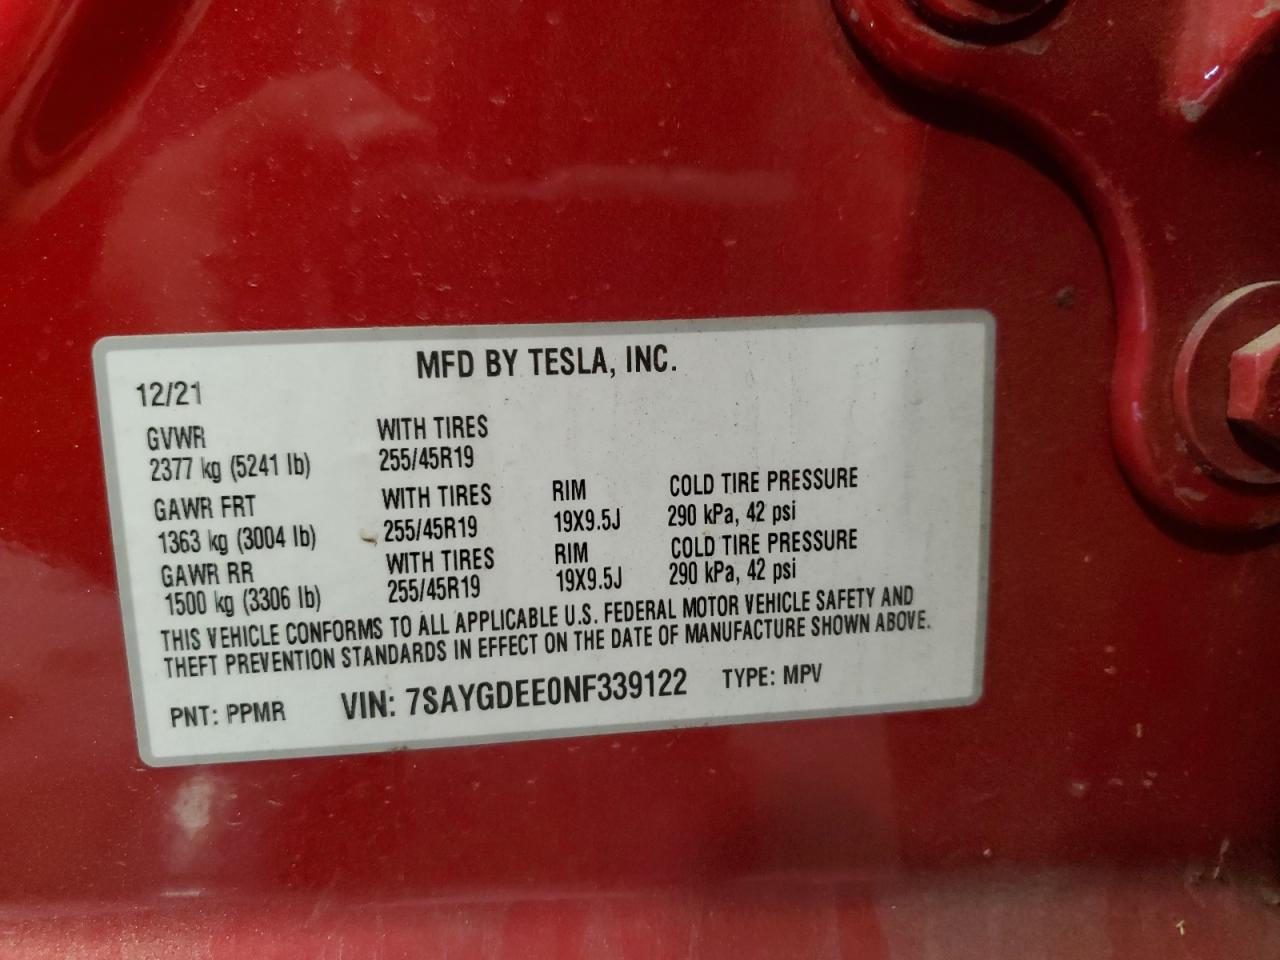 MFD BY TESLA, INC.
12/21
GVWR WITH TIRES
2377 kg (5241 lb) 255/45R19
GAWR FRT WITH TIRES RIM COLD TIRE PRESSURE
1363 kg (3004 lb) 255/45R19 19X9.5J 290 kPa, 42 psi
GAWR RR WITH TIRES RIM COLD TIRE PRESSURE
1500 kg (3306 lb) 255/45R19 19X9.5J 290 kPa, 42 psi
THIS VEHICLE CONFORMS TO ALL APPLICABLE U.S. FEDERAL MOTOR VEHICLE SAFETY AND
THEFT PREVENTION STANDARDS IN EFFECT ON THE DATE OF MANUFACTURE SHOWN ABOVE.
PNT: PPMR VIN: 7SAYGDEE0NF339122 TYPE: MPV